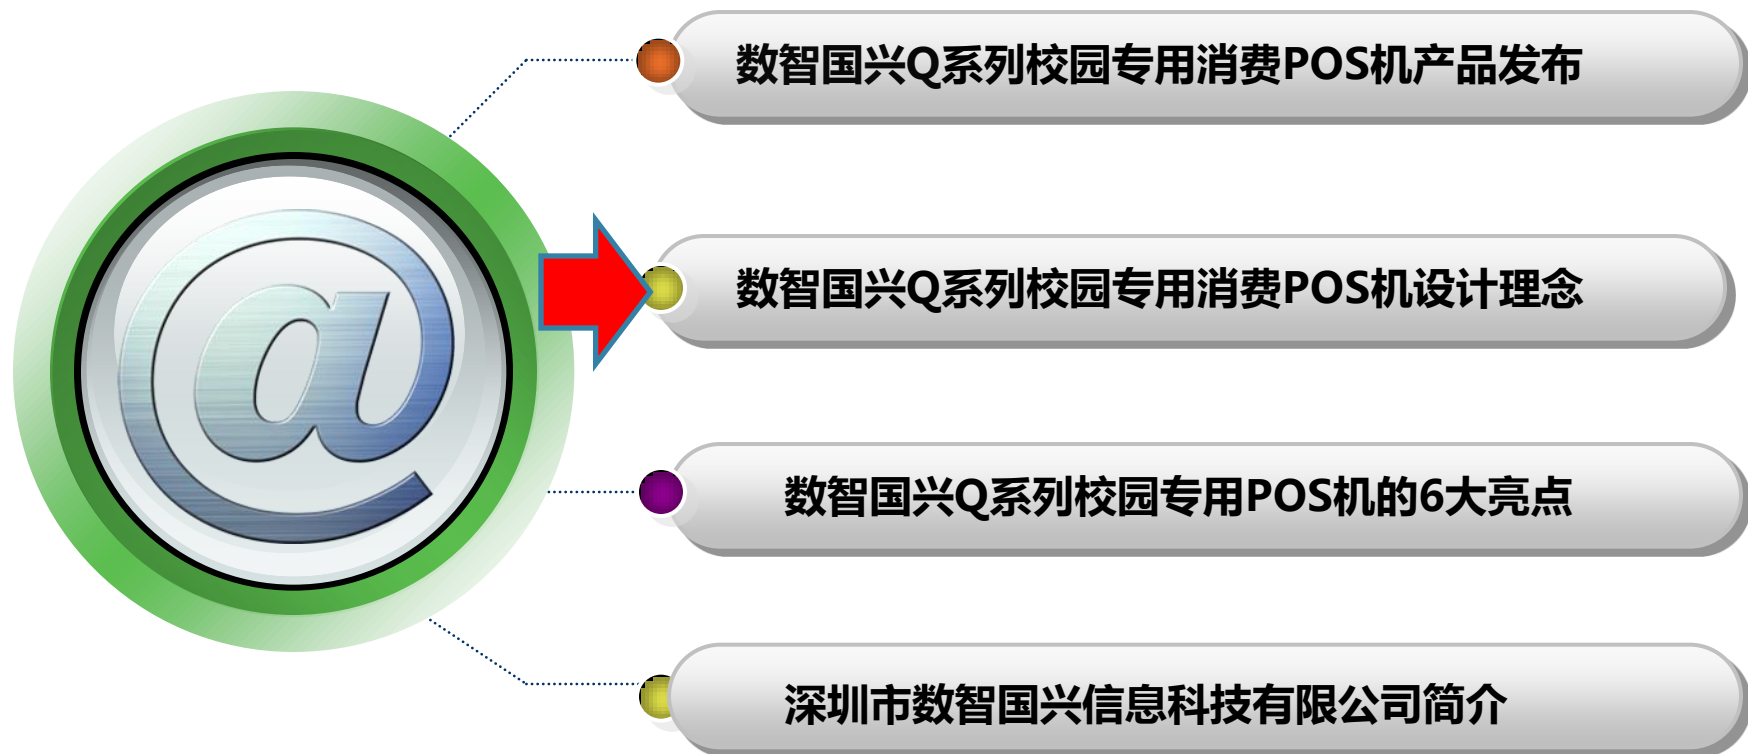 数智国兴Q系列校园专用消费POS机产品发布
数智国兴Q系列校园专用消费POS机设计理念
数智国兴Q系列校园专用POS机的6大亮点
深圳市数智国兴信息科技有限公司简介
@